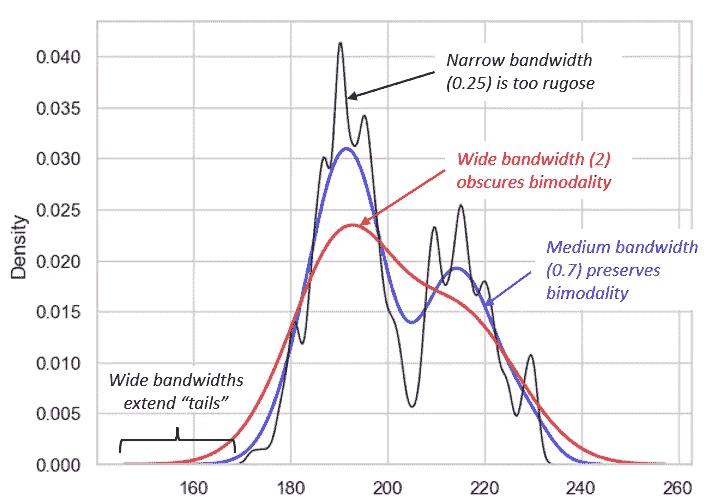 0.040
0.035
0.030
0.025
0.020
0.015
0.010
0.005
0.000
Density
Narrow bandwidth
(0.25) is too rugose
Wide bandwidth (2)
obscures bimodality
Medium bandwidth
(0.7) preserves
bimodality
Wide bandwidths
extend “tails”
160 180 200 220 240 260